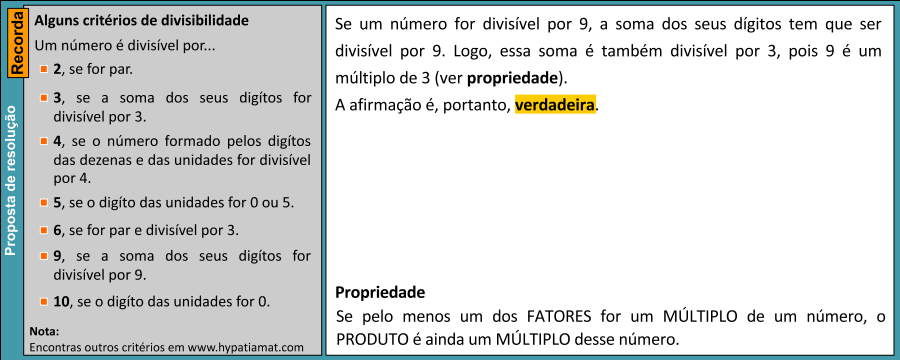 Proposta de resolução
Recorda
Alguns critérios de divisibilidade
Um número é divisível por...
2, se for par.
3, se a soma dos seus digítos for
divisível por 3.
4, se o número formado pelos digítos
das dezenas e das unidades for divisível
por 4.
5, se o digíto das unidades for 0 ou 5.
6, se for par e divisível por 3.
9, se a soma dos seus digítos for
divisível por 9.
10, se o digíto das unidades for 0.
Nota:
Encontras outros critérios em www.hypatiamat.com
Se um número for divisível por 9, a soma dos seus dígitos tem que ser
divisível por 9. Logo, essa soma é também divisível por 3, pois 9 é um
múltiplo de 3 (ver propriedade).
A afirmação é, portanto, verdadeira.
Propriedade
Se pelo menos um dos FATORES for um MÚLTIPLO de um número, o
PRODUTO é ainda um MÚLTIPLO desse número.